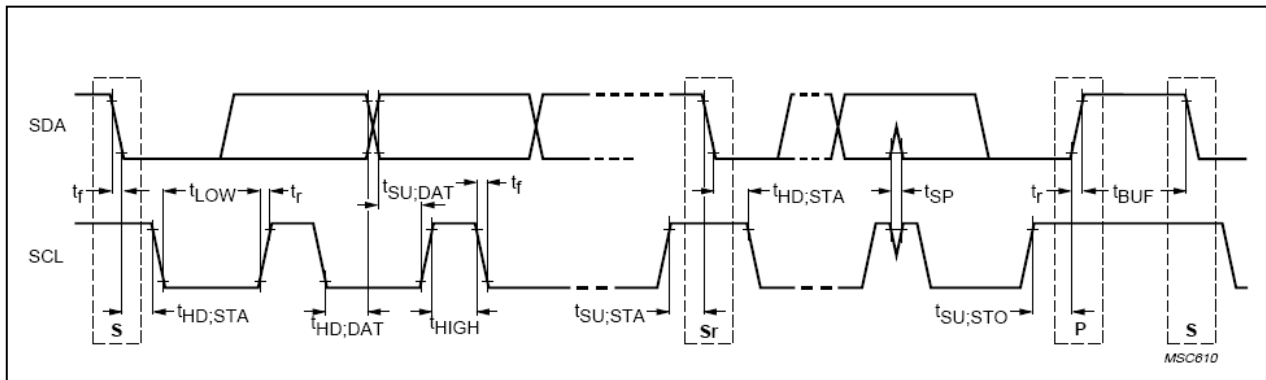 SDA
tf
tLOW
tr
tSU;DAT
tf
tHD;STA
tSP
tr
tBUF
SCL
tHD;STA
tHD;DAT
tHIGH
tSU;STA
tSU;STO
S
Sr
P
S
MSC610